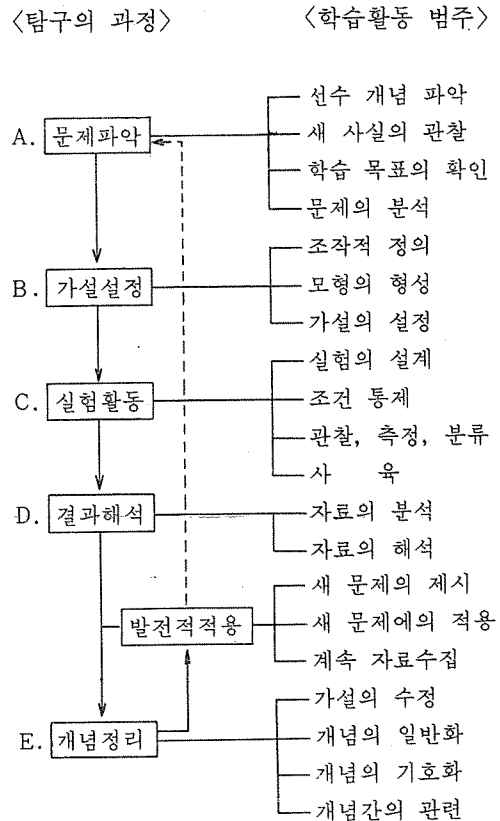 〈탐구의 과정〉 〈학습활동 범주〉
선수 개념 파악
A. 문제파악 새 사실의 관찰
학습 목표의 확인
문제의 분석
조작적 정의
B. 가설설정 모형의 형성
가설의 설정
실험의 설계
C. 실험활동 조건 통제
관찰, 측정, 분류
사 육
D. 결과해석 자료의 분석
자료의 해석
새 문제의 제시
발전적적용 새 문제에의 적용
계속 자료수집
가설의 수정
E. 개념정리 개념의 일반화
개념의 기호화
개념간의 관련